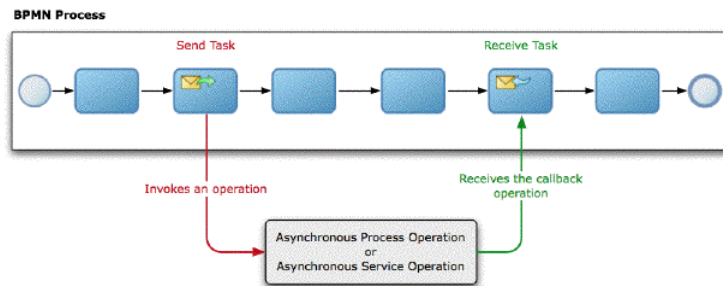 BPMN Process
Send Task
Receive Task
Invokes an operation
Receives the callback
operation
Asynchronous Process Operation
or
Asynchronous Service Operation